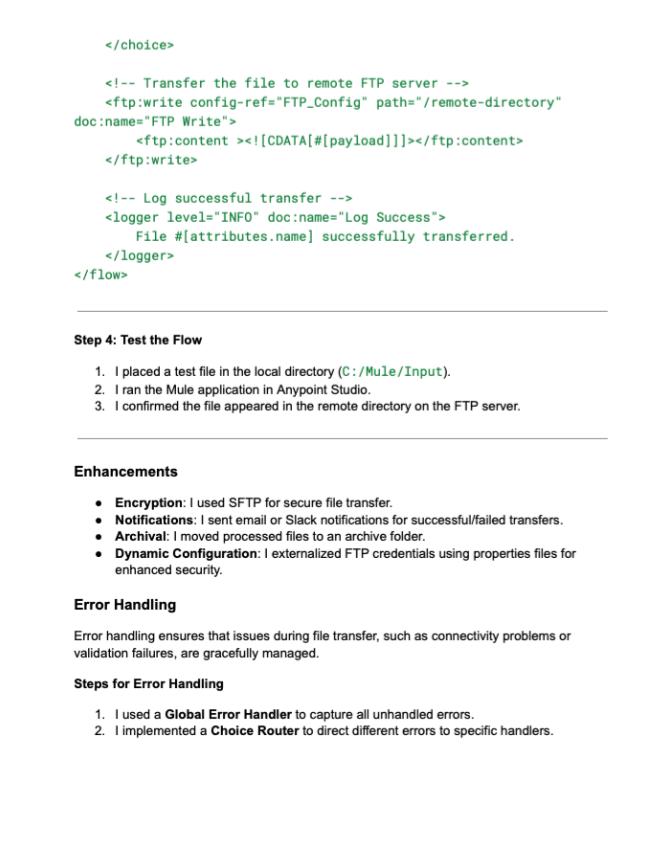 </choice>
<!-- Transfer the file to remote FTP server -->
<ftp:write config-ref="FTP_Config" path="/remote-directory"
doc:name="FTP Write">
<ftp:content ><![CDATA[#[payload]]]></ftp:content>
</ftp:write>
<!-- Log successful transfer -->
<logger level="INFO" doc:name="Log Success">
File #[attributes.name] successfully transferred.
</logger>
</flow>
Step 4: Test the Flow
1. I placed a test file in the local directory (C:/Mule/Input).
2. I ran the Mule application in Anypoint Studio.
3. I confirmed the file appeared in the remote directory on the FTP server.
Enhancements
● Encryption: I used SFTP for secure file transfer.
● Notifications: I sent email or Slack notifications for successful/failed transfers.
● Archival: I moved processed files to an archive folder.
● Dynamic Configuration: I externalized FTP credentials using properties files for
enhanced security.
Error Handling
Error handling ensures that issues during file transfer, such as connectivity problems or
validation failures, are gracefully managed.
Steps for Error Handling
1. I used a Global Error Handler to capture all unhandled errors.
2. I implemented a Choice Router to direct different errors to specific handlers.